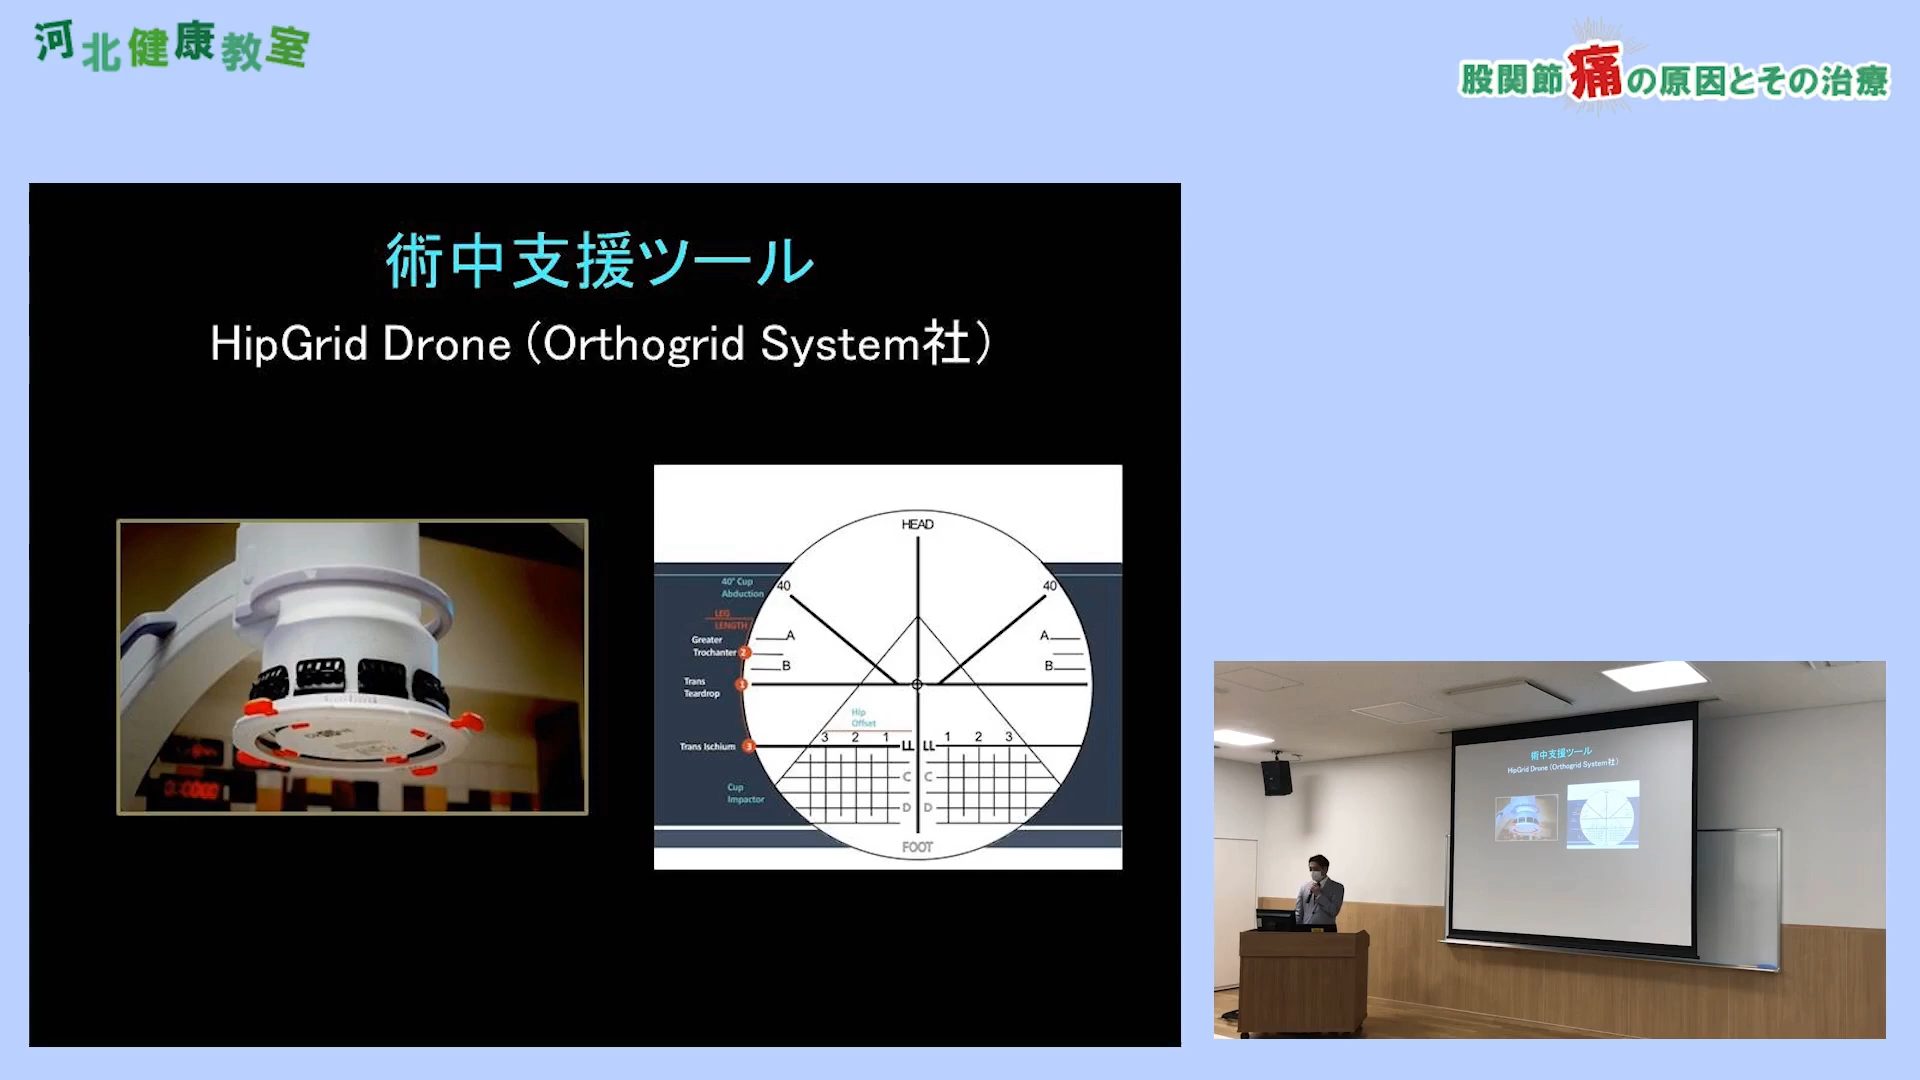 河北健康教室
股関節痛の原因とその治療
術中支援ツール
HipGrid Drone (Orthogrid System社)
HEAD
40° Cup
Abduction
40
40
LEG
LENGTH
Greater
Trochanter 2
A
A
B
B
Trans
Teardrop
1
Hip
Offset
3 2 1
1 2 3
Trans Ischium 3
LL LL
C C
D D
Cup
Impactor
FOOT
術中支援ツール
HipGrid Drone (Orthogrid System社)